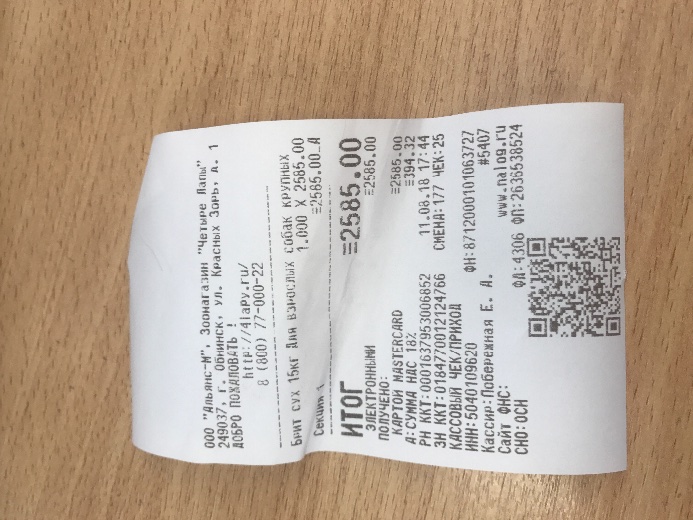 ООО "Альянс-М", Зоомагазин "Четыре Лапы"
249037, г. Обнинск, ул. Красных Зорь, д. 1
ДОБРО ПОЖАЛОВАТЬ !
http://4lapy.ru/
8 (800) 77-000-22
Брит сух 15кг Для взрослых собак крупных
1.000 X 2585.00
Секция 1 =2585.00_А
ИТОГ =2585.00
ЭЛЕКТРОННЫМИ =2585.00
ПОЛУЧЕНО:
КАРТОЙ MASTERCARD =2585.00
А:СУММА НДС 18% =394.32
РН ККТ:0001637953006852 11.08.18 17:44
ЗН ККТ:0184770012124766 СМЕНА:177 ЧЕК:25
КАССОВЫЙ ЧЕК/ПРИХОД
ИНН:5040109620 ФН:8712000101063727
Кассир:Побережная Е. А. #5407
Сайт ФНС: www.nalog.ru
СНО:ОСН ФД:4306 ФП:2636538524